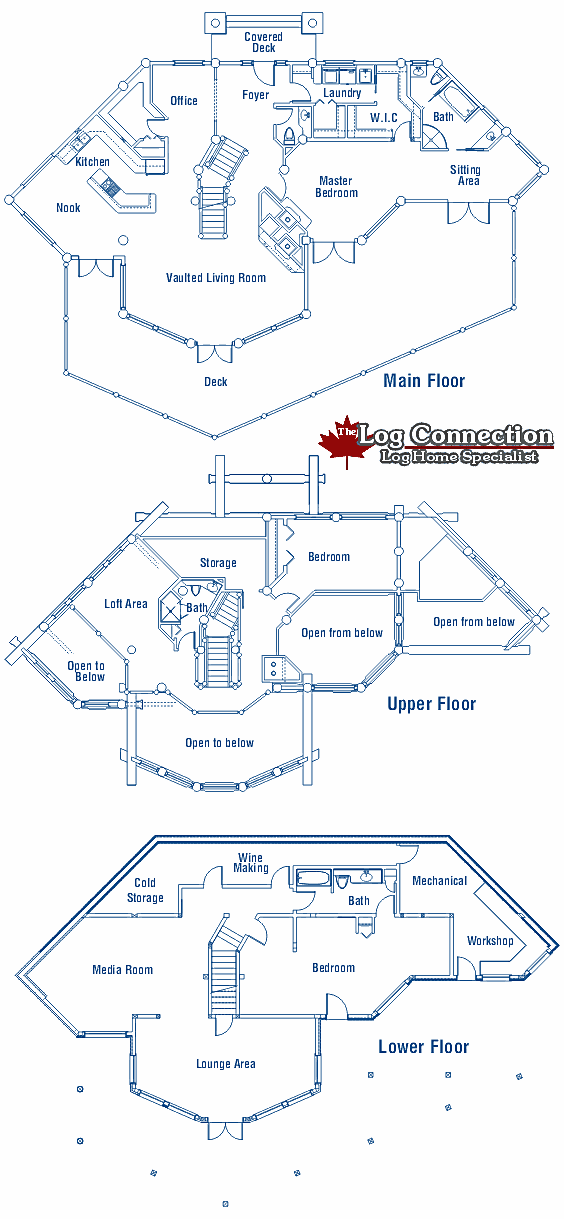 Covered
Deck
Office
Foyer
Laundry
W.I.C
Bath
Kitchen
Sitting
Area
Master
Bedroom
Nook
Vaulted Living Room
Deck
Main Floor
The Log Connection
Log Home Specialist
Storage
Bedroom
Loft Area
Bath
Open from below
Open from below
Open to
Below
Upper Floor
Open to below
Wine
Making
Cold
Storage
Mechanical
Bath
Workshop
Media Room
Bedroom
Lower Floor
Lounge Area